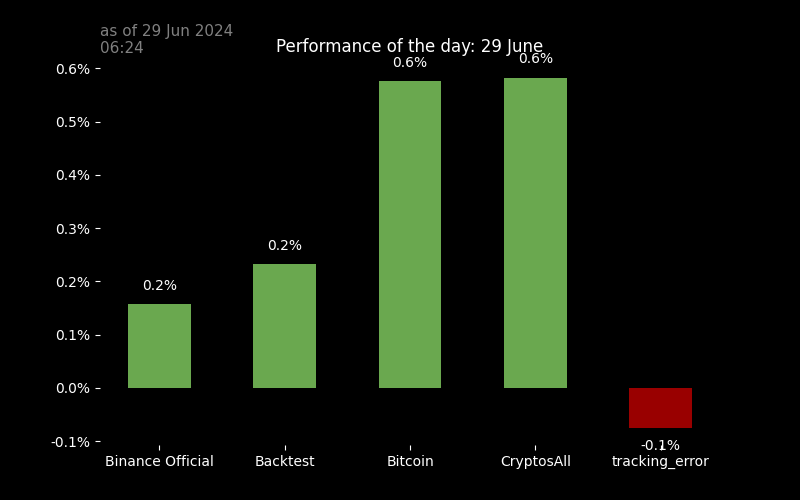 as of 29 Jun 2024
06:24
Performance of the day: 29 June
0.6%
0.6%
0.6%
0.5%
0.4%
0.3%
0.2%
0.2%
0.2%
0.1%
0.0%
-0.1%
-0.1%
Binance Official
Backtest
Bitcoin
CryptosAll
tracking_error